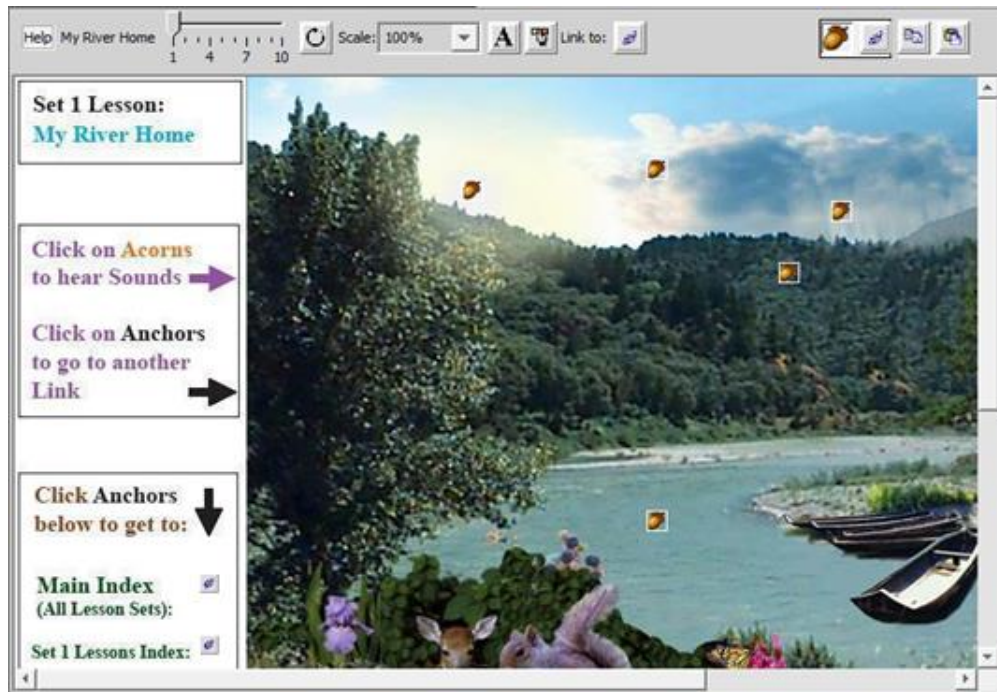 Help My River Home 1 4 7 10 Scale: 100% A Link to:
Set 1 Lesson:
My River Home
Click on Acorns
to hear Sounds
Click on Anchors
to go to another
Link
Click Anchors
below to get to:
Main Index
(All Lesson Sets):
Set 1 Lessons Index: